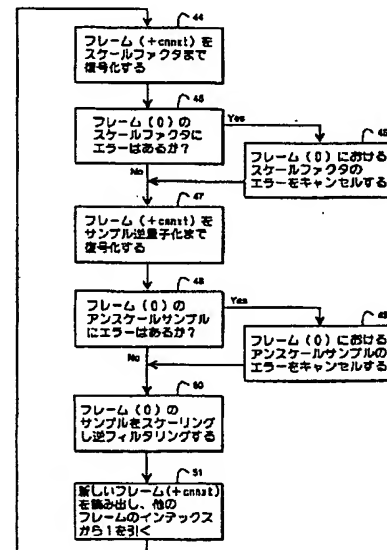 44
フレーム(+cnnxt)を
スケールファクタまで
復号化する
45
フレーム(0)の
スケールファクタに
エラーはあるか?
Yes
No
フレーム(0)における
スケールファクタの
エラーをキャンセルする
47
フレーム(+cnnxt)を
サンプル逆量子化まで
復号化する
48
フレーム(0)の
アンスケールサンプル
にエラーはあるか?
Yes
No
49
フレーム(0)における
アンスケールサンプルの
エラーをキャンセルする
50
フレーム(0)の
サンプルをスケーリング
し逆フィルタリングする
51
新しいフレーム(+cnnxt)
を読み出し、他の
フレームのインデックス
から1を引く